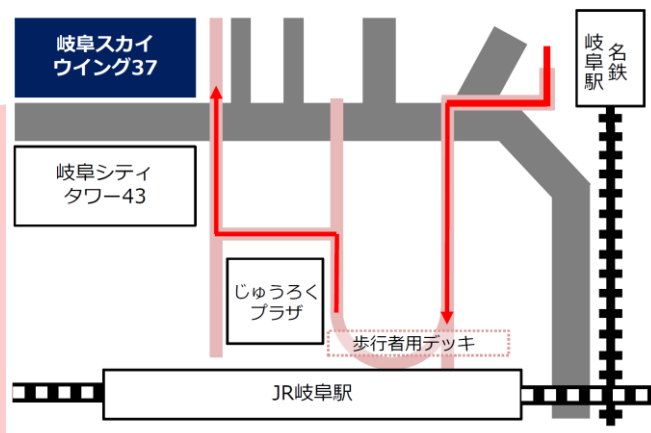 岐阜スカイ
ウイング37
名鉄
岐阜駅
岐阜シティ
タワー43
じゅうろく
プラザ
歩行者用デッキ
JR岐阜駅